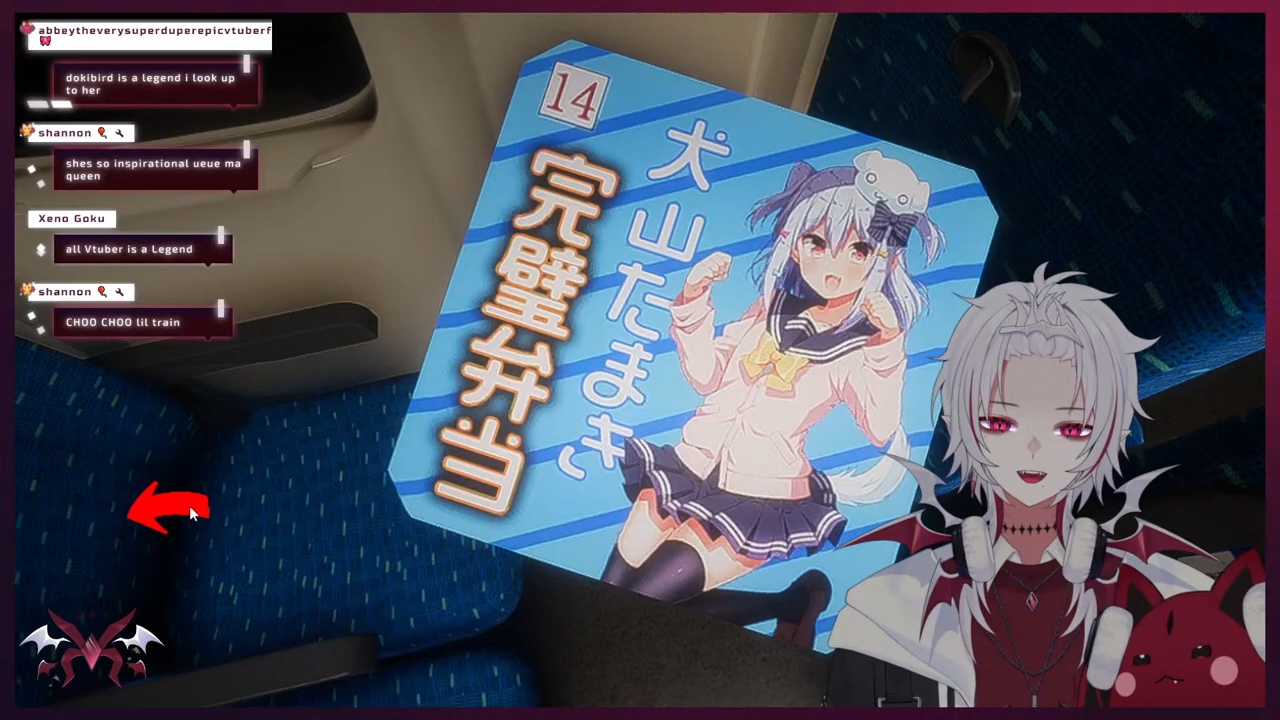 abbeytheverysuperduperepicvtuberf
dokibird is a legend i look up
to her
shannon
shes so inspirational ueue ma
queen
Xeno Goku
all Vtuber is a Legend
shannon
CHOO CHOO lil train
14
犬山たまき
完璧弁当